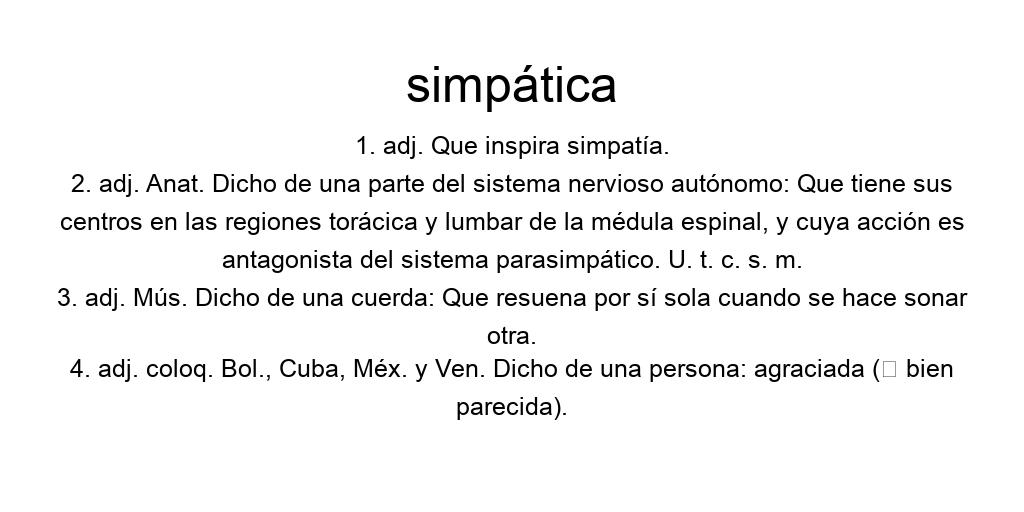 simpática
1. adj. Que inspira simpatía.
2. adj. Anat. Dicho de una parte del sistema nervioso autónomo: Que tiene sus
centros en las regiones torácica y lumbar de la médula espinal, y cuya acción es
antagonista del sistema parasimpático. U. t. c. s. m.
3. adj. Mús. Dicho de una cuerda: Que resuena por sí sola cuando se hace sonar
otra.
4. adj. coloq. Bol., Cuba, Méx. y Ven. Dicho de una persona: agraciada (▯ bien
parecida).